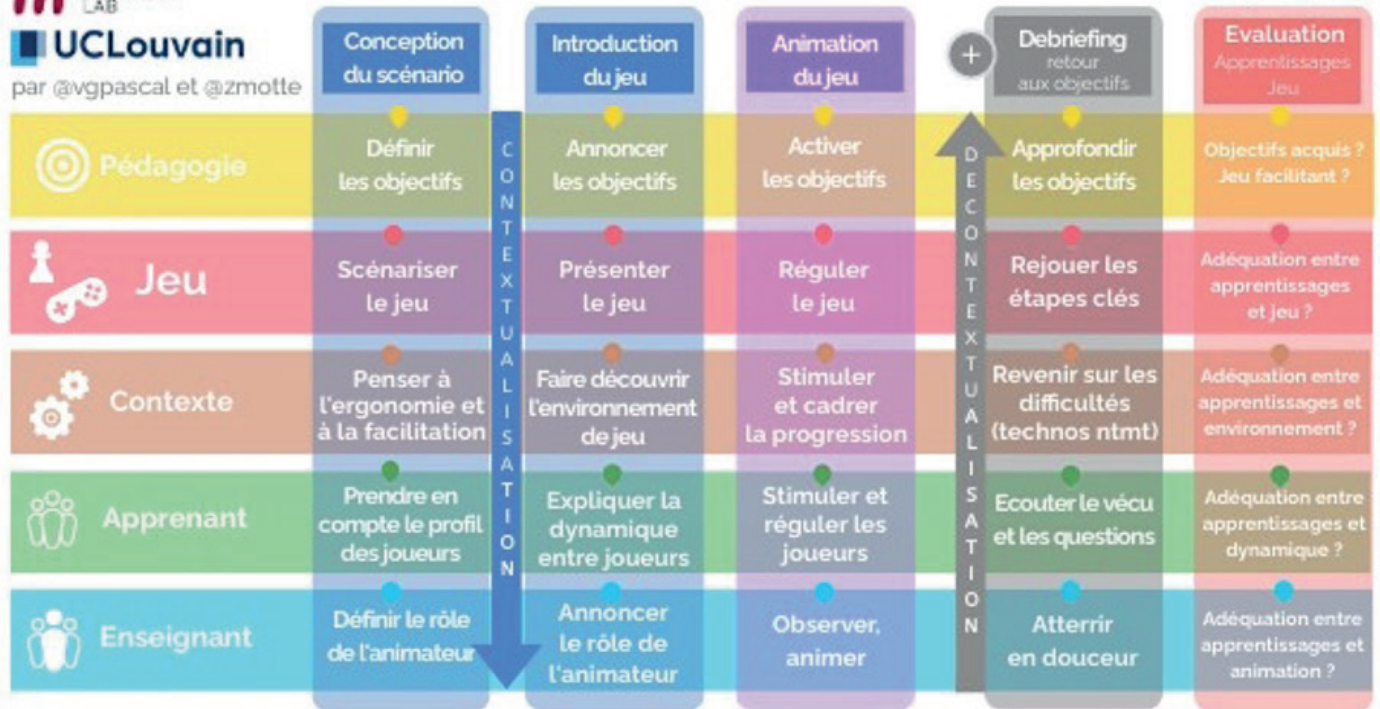 LAB
UCLouvain
par @vgpascal et @zmotte
Conception
du scénario
Introduction
du jeu
Animation
du jeu
+
Debriefing
retour
aux objectifs
Evaluation
Apprentissages
Jeu
CONTEXTUALISATION
DECONTEXTUALISATION
Pédagogie
Définir
les objectifs
Annoncer
les objectifs
Activer
les objectifs
Approfondir
les objectifs
Objectifs acquis ?
Jeu facilitant ?
Jeu
Scénariser
le jeu
Présenter
le jeu
Réguler
le jeu
Rejouer les
étapes clés
Adéquation entre
apprentissages
et jeu ?
Contexte
Penser à
l'ergonomie et
à la facilitation
Faire découvrir
l'environnement
de jeu
Stimuler
et cadrer
la progression
Revenir sur les
difficultés
(technos ntmt)
Adéquation entre
apprentissages et
environnement ?
Apprenant
Prendre en
compte le profil
des joueurs
Expliquer la
dynamique
entre joueurs
Stimuler et
réguler les
joueurs
Ecouter le vécu
et les questions
Adéquation entre
apprentissages et
dynamique ?
Enseignant
Définir le rôle
de l'animateur
Annoncer
le rôle de
l'animateur
Observer,
animer
Atterrir
en douceur
Adéquation entre
apprentissages et
animation ?